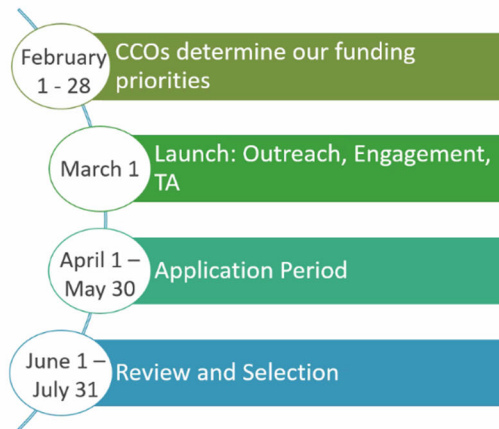 February
1 - 28
CCOs determine our funding
priorities
March 1
Launch: Outreach, Engagement,
TA
April 1 –
May 30
Application Period
June 1 –
July 31
Review and Selection